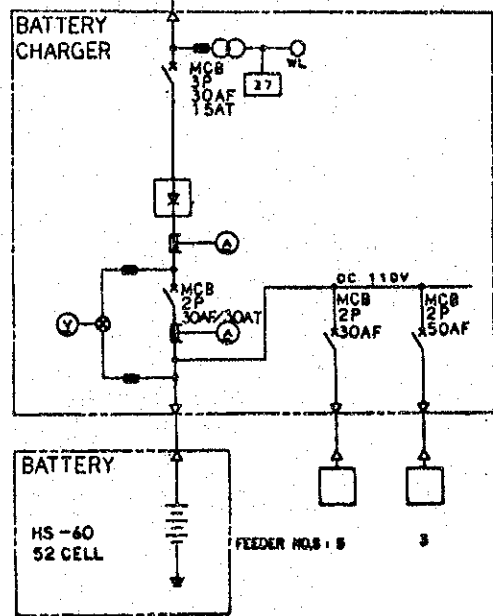 BATTERY
CHARGER
MCB
3P
30AF
15AT
27
WL
A
MCB
2P
30AF/30AT
A
V
DC 110V
MCB
2P
30AF
MCB
2P
50AF
BATTERY
HS-60
52 CELL
FEEDER NO,S : 5
3